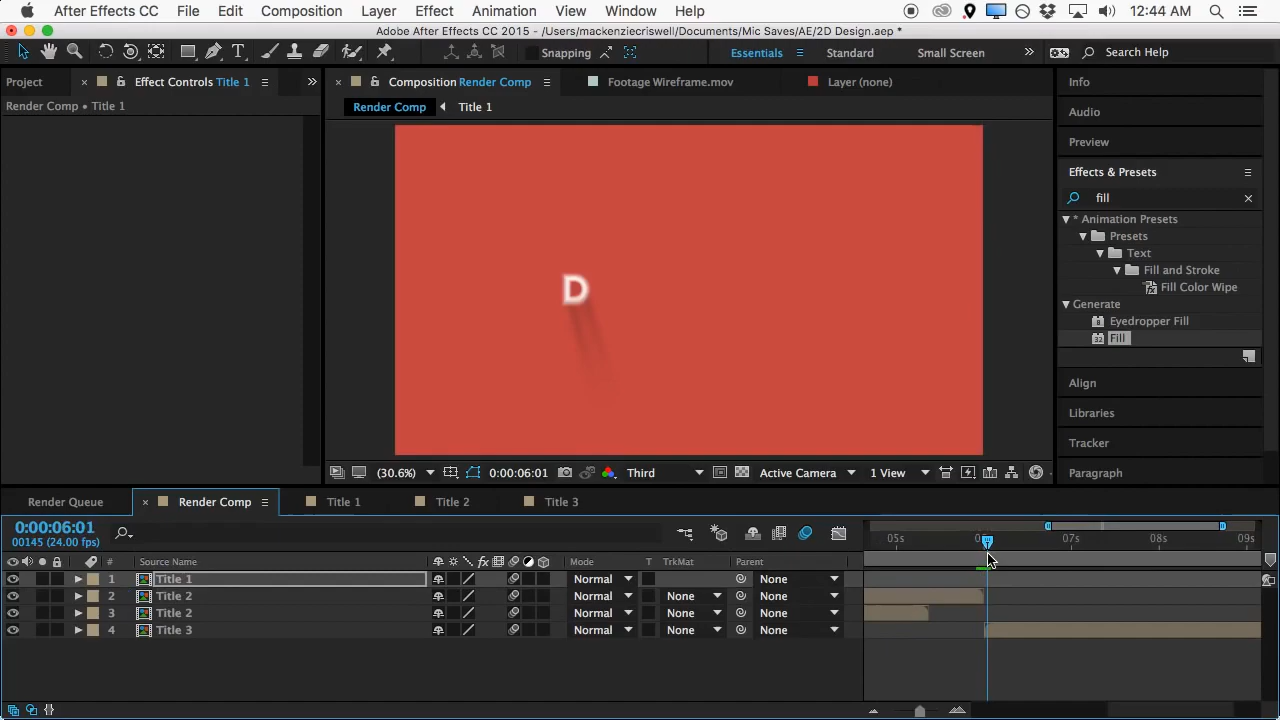 After Effects CC File Edit Composition Layer Effect Animation View Window Help 12:44 AM
Adobe After Effects CC 2015 - /Users/mackenziecriswell/Documents/Mic Saves/AE/2D Design.aep *
Snapping Essentials Standard Small Screen Search Help
Project Effect Controls Title 1 Composition Render Comp Footage Wireframe.mov Layer (none) Info
Render Comp • Title 1 Render Comp Title 1
Audio
Preview
Effects & Presets
fill
* Animation Presets
Presets
Text
Fill and Stroke
Fill Color Wipe
Generate
Eyedropper Fill
Fill
D
Align
Libraries
Tracker
Paragraph
(30.6%) 0:00:06:01 Third Active Camera 1 View
Render Queue Render Comp Title 1 Title 2 Title 3
0:00:06:01
00145 (24.00 fps)
05s 07s 08s 09s
# Source Name Mode T TrkMat Parent
1 Title 1 Normal None
2 Title 2 Normal None None
3 Title 2 Normal None None
4 Title 3 Normal None None